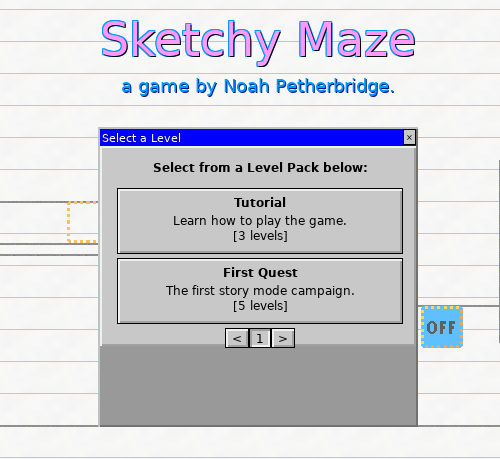 Sketchy Maze
a game by Noah Petherbridge.
Select a Level
×
Select from a Level Pack below:
Tutorial
Learn how to play the game.
[3 levels]
First Quest
The first story mode campaign.
[5 levels]
< 1 >
OFF